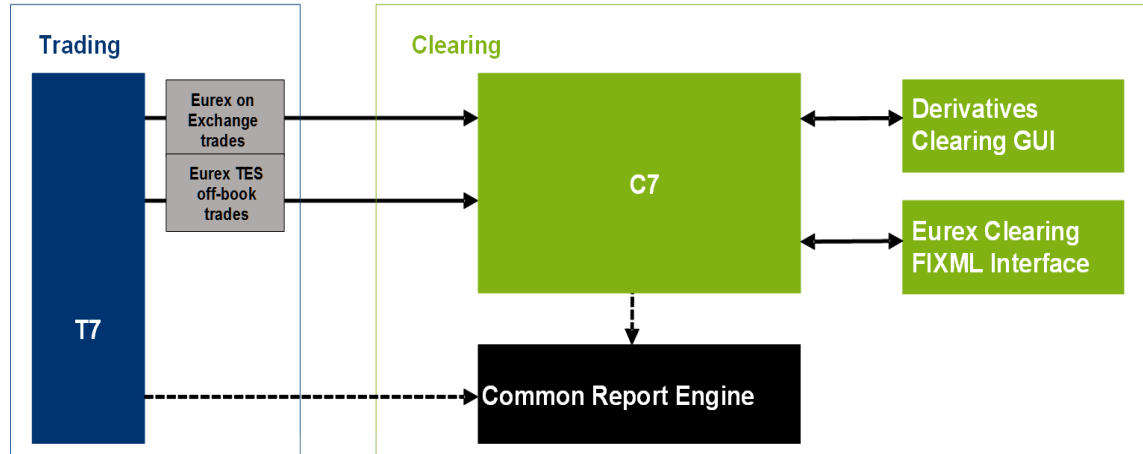 Trading
Clearing
Eurex on
Exchange
trades
Eurex TES
off-book
trades
T7
C7
Derivatives
Clearing GUI
Eurex Clearing
FIXML Interface
Common Report Engine